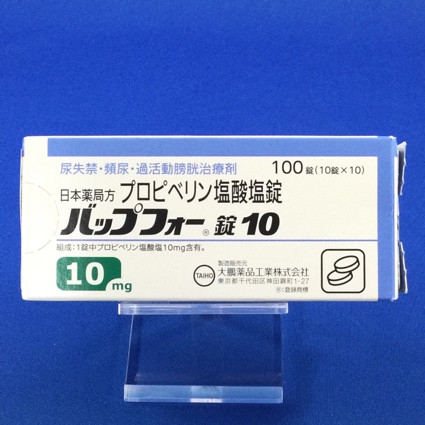 尿失禁・頻尿・過活動膀胱治療剤
100錠(10錠×10)
日本薬局方 プロピベリン塩酸塩錠
バップフォー®錠10
組成:1錠中プロピベリン塩酸塩10mg含有。
10mg
TAIHO
製造販売元
大鵬薬品工業株式会社
東京都千代田区神田錦町1-27
®:登録商標